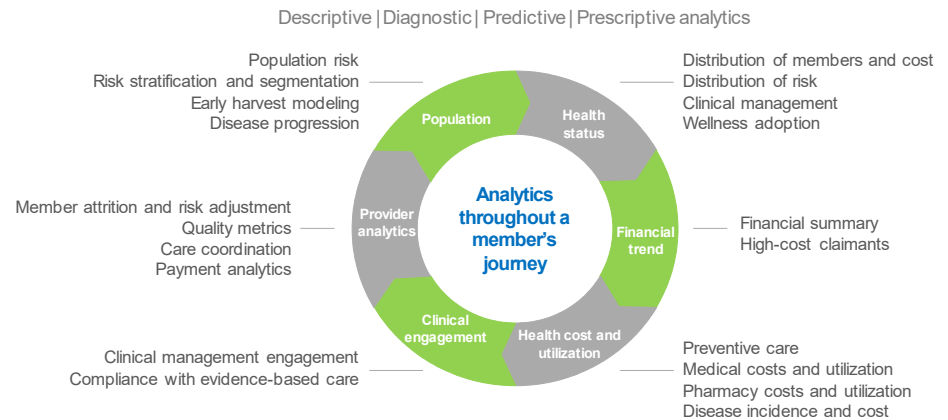 Descriptive | Diagnostic | Predictive | Prescriptive analytics
Population risk
Risk stratification and segmentation
Early harvest modeling
Disease progression
Population
Health
status
Distribution of members and cost
Distribution of risk
Clinical management
Wellness adoption
Member attrition and risk adjustment
Quality metrics
Care coordination
Payment analytics
Provider
analytics
Analytics
throughout a
member's
journey
Financial
trend
Financial summary
High-cost claimants
Clinical management engagement
Compliance with evidence-based care
Clinical
engagement
Health cost and
utilization
Preventive care
Medical costs and utilization
Pharmacy costs and utilization
Disease incidence and cost